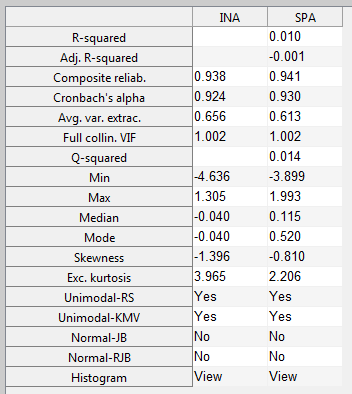 INA SPA
R-squared 0.010
Adj. R-squared -0.001
Composite reliab. 0.938 0.941
Cronbach's alpha 0.924 0.930
Avg. var. extrac. 0.656 0.613
Full collin. VIF 1.002 1.002
Q-squared 0.014
Min -4.636 -3.899
Max 1.305 1.993
Median -0.040 0.115
Mode -0.040 0.520
Skewness -1.396 -0.810
Exc. kurtosis 3.965 2.206
Unimodal-RS Yes Yes
Unimodal-KMV Yes Yes
Normal-JB No No
Normal-RJB No No
Histogram View View